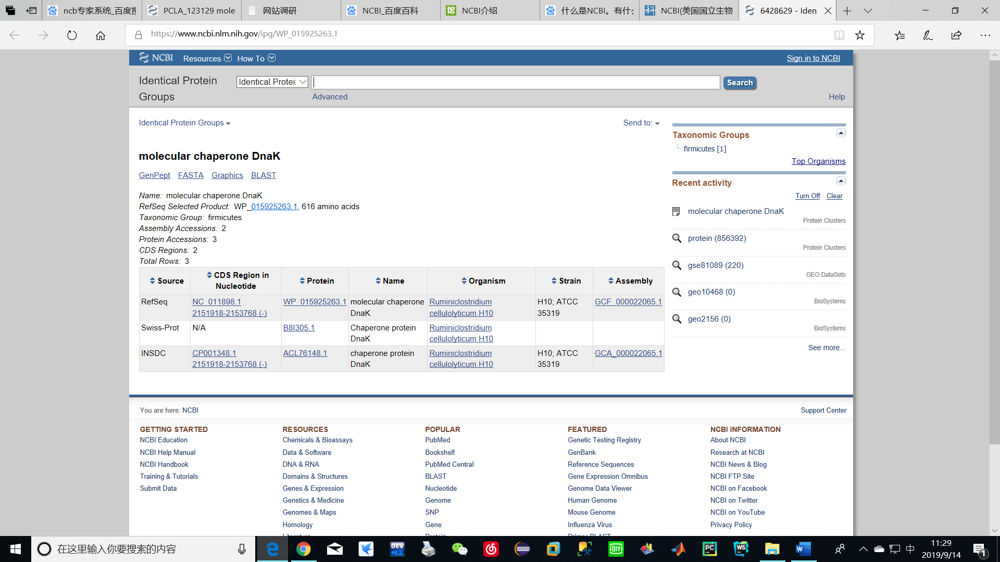 ncb专家系统_百度搜
PCLA_123129 mole
网站调研
NCBI_百度百科
NCBI介绍
什么是NCBI。有什么
NCBI(美国国立生物
6428629 - Iden
https://www.ncbi.nlm.nih.gov/ipg/WP_015925263.1
NCBI Resources How To
Sign in to NCBI
Identical Protein
Groups
Identical Protei
Search
Advanced
Help
Identical Protein Groups
Send to:
molecular chaperone DnaK
GenPept FASTA Graphics BLAST
Name: molecular chaperone DnaK
RefSeq Selected Product: WP_015925263.1, 616 amino acids
Taxonomic Group: firmicutes
Assembly Accessions: 2
Protein Accessions: 3
CDS Regions: 2
Total Rows: 3
Source CDS Region in Nucleotide Protein Name Organism Strain Assembly
RefSeq NC_011898.1 WP_015925263.1 molecular chaperone Ruminiclostridium H10; ATCC GCF_000022065.1
2151918-2153768 (-) DnaK cellulolyticum H10 35319
Swiss-Prot N/A B8I305.1 Chaperone protein Ruminiclostridium
DnaK cellulolyticum H10
INSDC CP001348.1 ACL76148.1 chaperone protein Ruminiclostridium H10; ATCC GCA_000022065.1
2151918-2153768 (-) DnaK cellulolyticum H10 35319
Taxonomic Groups
firmicutes [1]
Top Organisms
Recent activity
Turn Off Clear
molecular chaperone DnaK
Protein Clusters
protein (856392)
Protein Clusters
gse81089 (220)
GEO DataSets
geo10468 (0)
BioSystems
geo2156 (0)
BioSystems
See more...
You are here: NCBI
Support Center
GETTING STARTED
NCBI Education
NCBI Help Manual
NCBI Handbook
Training & Tutorials
Submit Data
RESOURCES
Chemicals & Bioassays
Data & Software
DNA & RNA
Domains & Structures
Genes & Expression
Genetics & Medicine
Genomes & Maps
Homology
Literature
POPULAR
PubMed
Bookshelf
PubMed Central
BLAST
Nucleotide
Genome
SNP
Gene
Protein
FEATURED
Genetic Testing Registry
GenBank
Reference Sequences
Gene Expression Omnibus
Genome Data Viewer
Human Genome
Mouse Genome
Influenza Virus
Primer-BLAST
NCBI INFORMATION
About NCBI
Research at NCBI
NCBI News & Blog
NCBI FTP Site
NCBI on Facebook
NCBI on Twitter
NCBI on YouTube
Privacy Policy
在这里输入你要搜索的内容
DEV
QIY
PC
WS
中
11:29
2019/9/14
1